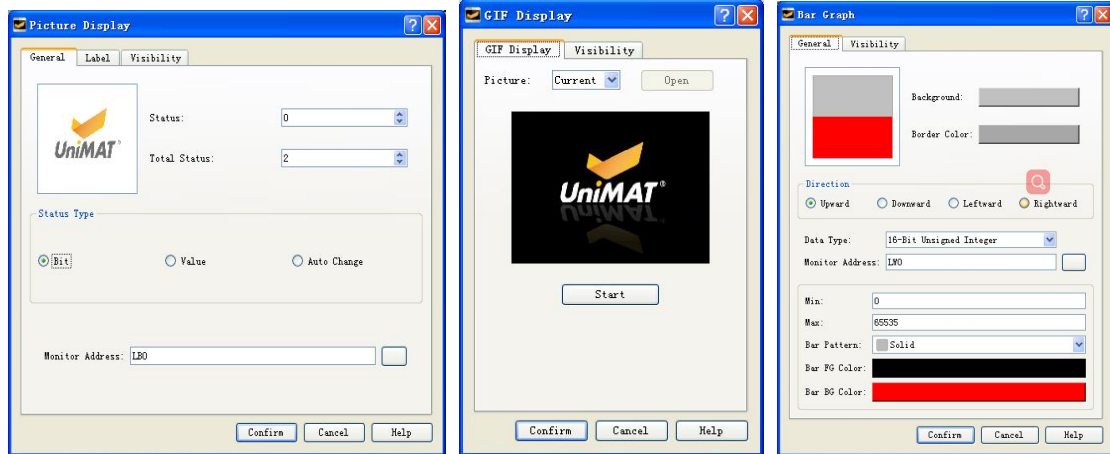 Picture Display
General Label Visibility
UniMAT®
Status: 0
Total Status: 2
Status Type
Bit Value Auto Change
Monitor Address: LB0
Confirm Cancel Help
GIF Display
GIF Display Visibility
Picture: Current Open
UniMAT®
Start
Confirm Cancel Help
Bar Graph
General Visibility
Background:
Border Color:
Direction
Upward Downward Leftward Rightward
Data Type: 16-Bit Unsigned Integer
Monitor Address: LW0
Min: 0
Max: 65535
Bar Pattern: Solid
Bar FG Color:
Bar BG Color:
Confirm Cancel Help